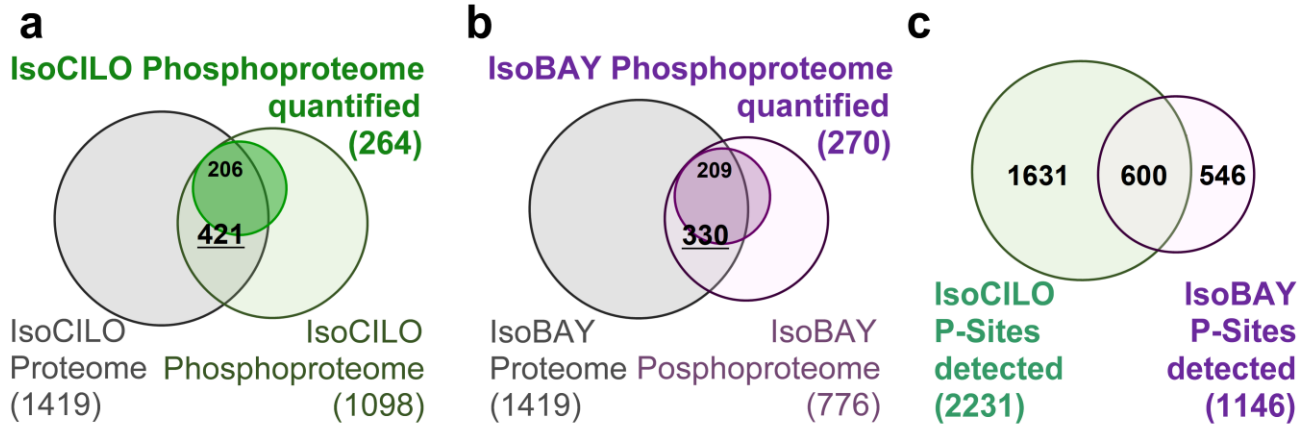 a
IsoCILO Phosphoproteome
quantified
(264)
206
421
IsoCILO
Proteome
(1419)
IsoCILO
Phosphoproteome
(1098)
b
IsoBAY Phosphoproteome
quantified
(270)
209
330
IsoBAY
Proteome
(1419)
IsoBAY
Posphoproteome
(776)
c
1631
600
546
IsoCILO
P-Sites
detected
(2231)
IsoBAY
P-Sites
detected
(1146)